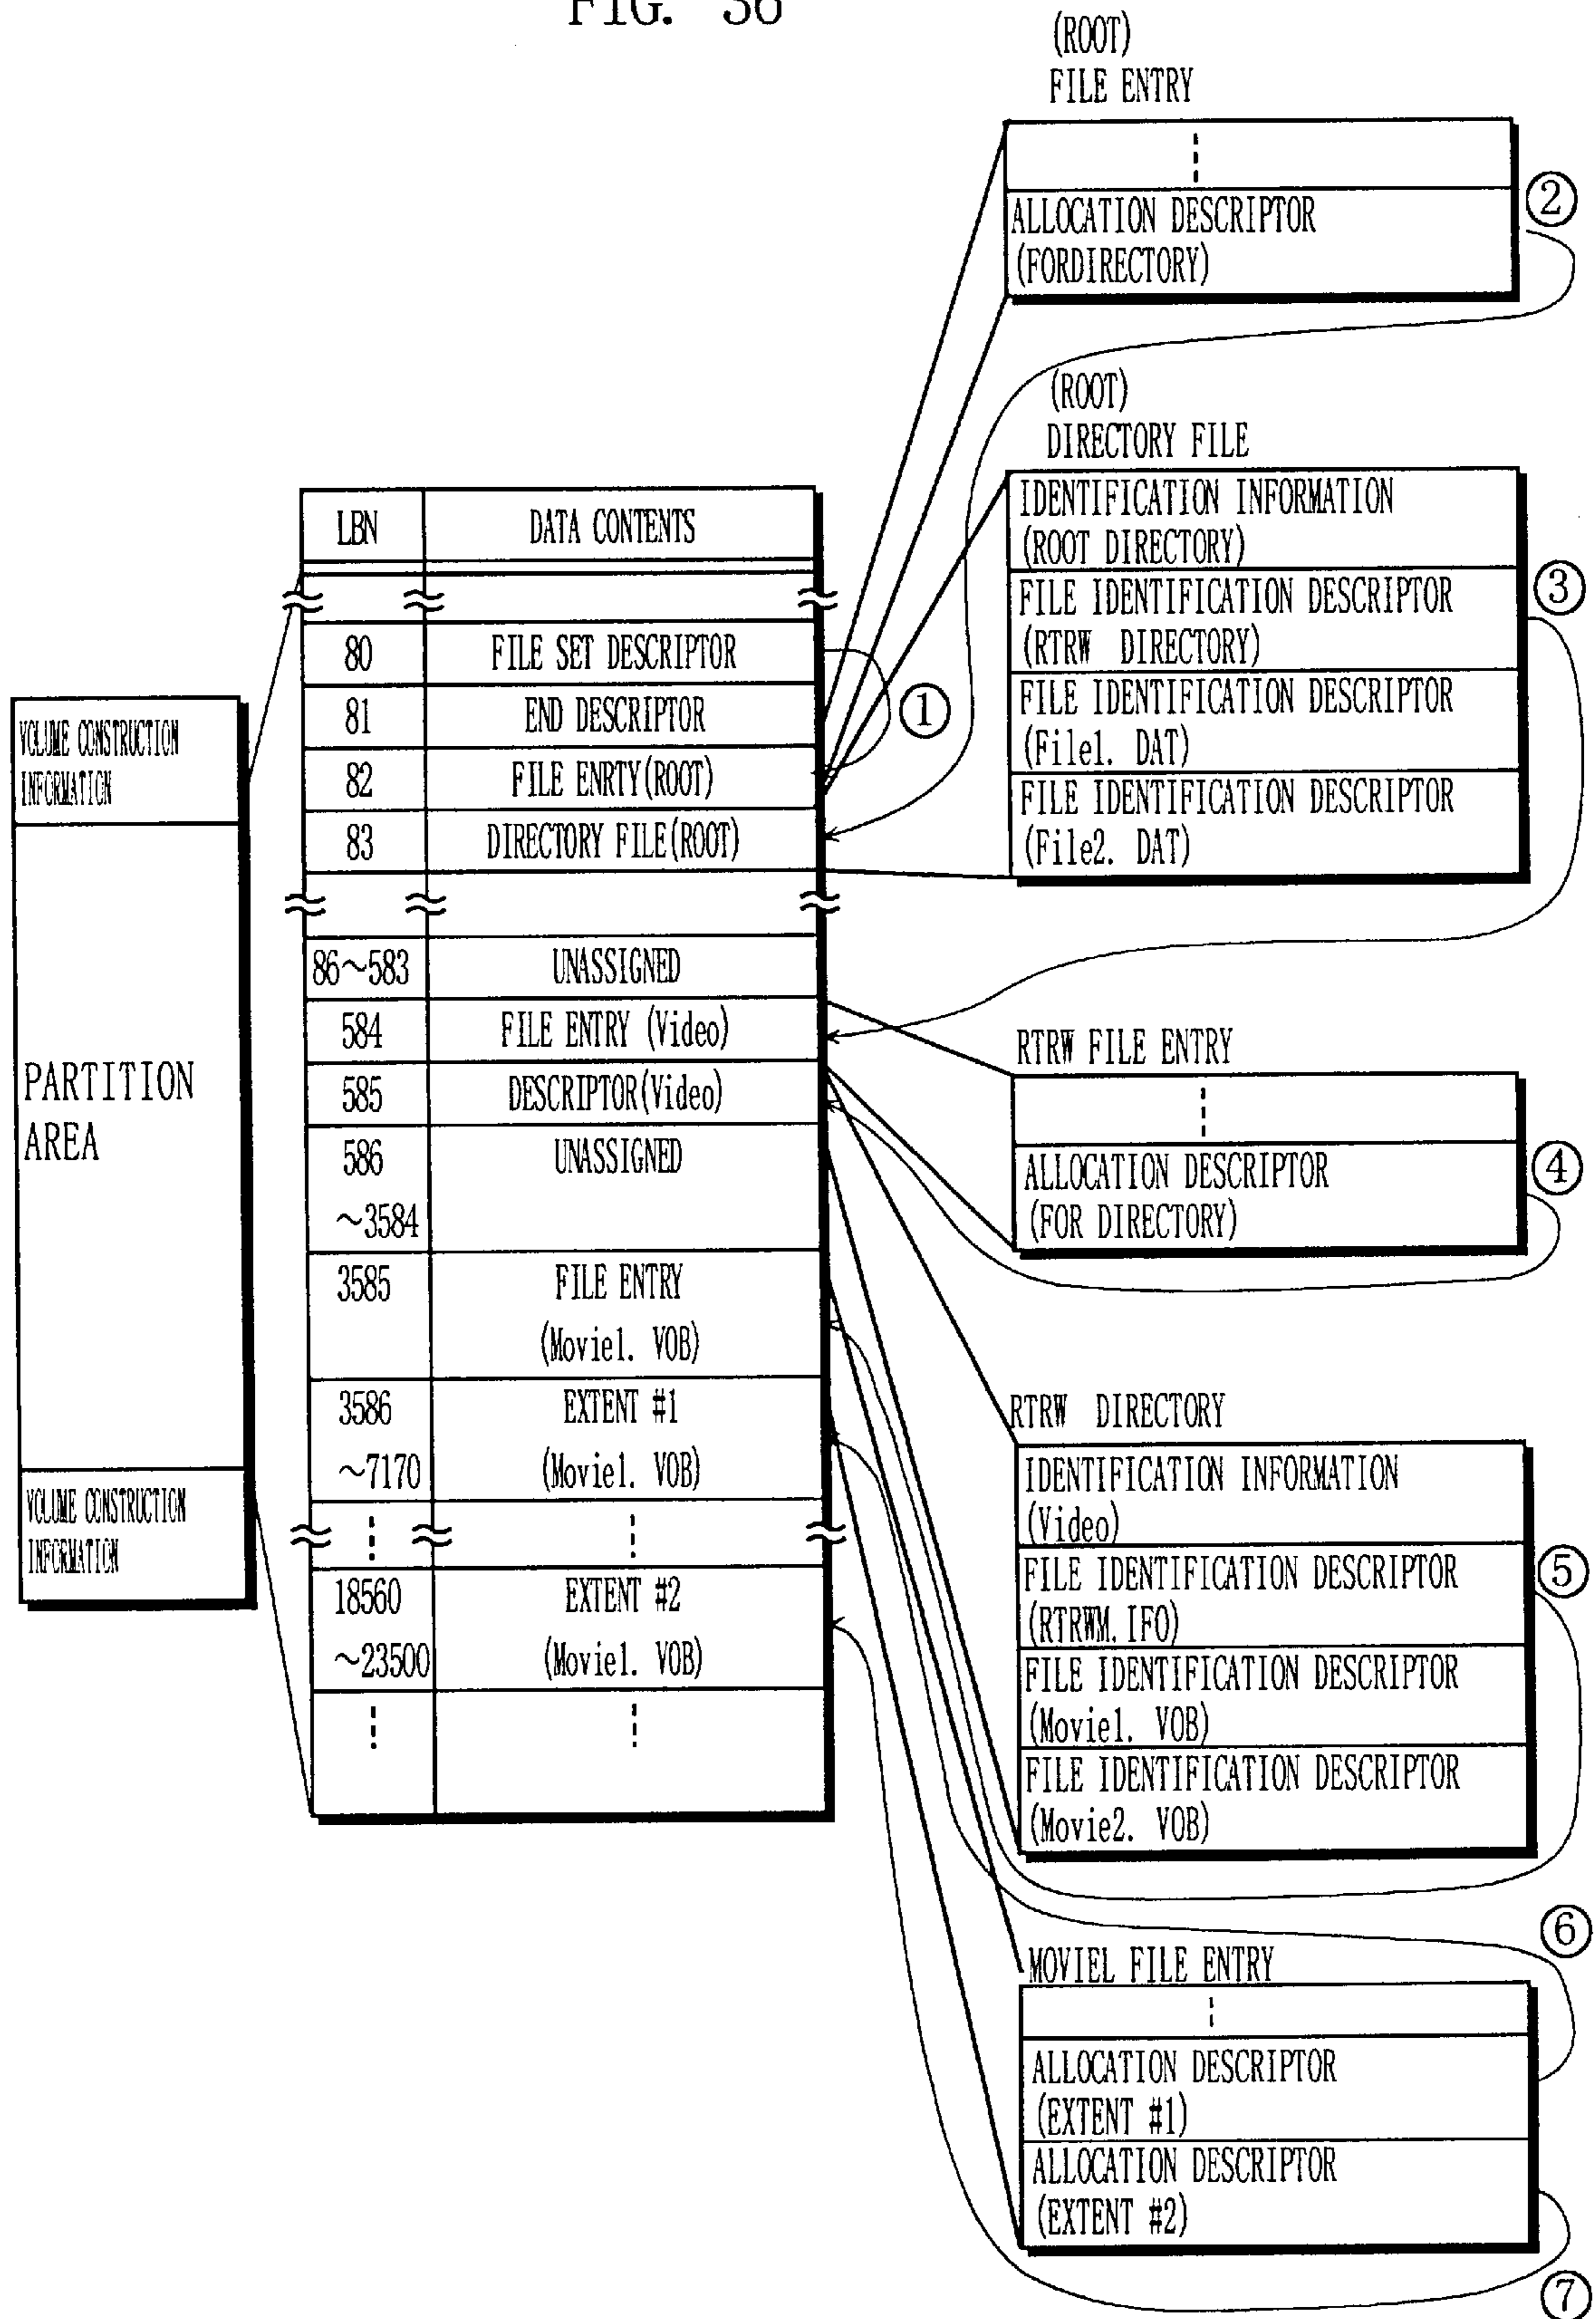 FIG. 36
(ROOT)
FILE ENTRY
ALLOCATION DESCRIPTOR
(FORDIRECTORY)
②
(ROOT)
DIRECTORY FILE
IDENTIFICATION INFORMATION
(ROOT DIRECTORY)
FILE IDENTIFICATION DESCRIPTOR
(RTRW DIRECTORY)
③
FILE IDENTIFICATION DESCRIPTOR
(File1. DAT)
FILE IDENTIFICATION DESCRIPTOR
(File2. DAT)
VOLUME CONSTRUCTION
INFORMATION
PARTITION
AREA
VOLUME CONSTRUCTION
INFORMATION
LBN DATA CONTENTS
80 FILE SET DESCRIPTOR
81 END DESCRIPTOR
①
82 FILE ENRTY(ROOT)
83 DIRECTORY FILE(ROOT)
86~583 UNASSIGNED
584 FILE ENTRY (Video)
585 DESCRIPTOR(Video)
586 UNASSIGNED
~3584
3585 FILE ENTRY
(Movie1. VOB)
3586 EXTENT #1
~7170 (Movie1. VOB)
18560 EXTENT #2
~23500 (Movie1. VOB)
RTRW FILE ENTRY
ALLOCATION DESCRIPTOR
(FOR DIRECTORY)
④
RTRW DIRECTORY
IDENTIFICATION INFORMATION
(Video)
FILE IDENTIFICATION DESCRIPTOR
(RTRWM.IFO)
⑤
FILE IDENTIFICATION DESCRIPTOR
(Movie1. VOB)
FILE IDENTIFICATION DESCRIPTOR
(Movie2. VOB)
⑥
MOVIEL FILE ENTRY
ALLOCATION DESCRIPTOR
(EXTENT #1)
ALLOCATION DESCRIPTOR
(EXTENT #2)
⑦